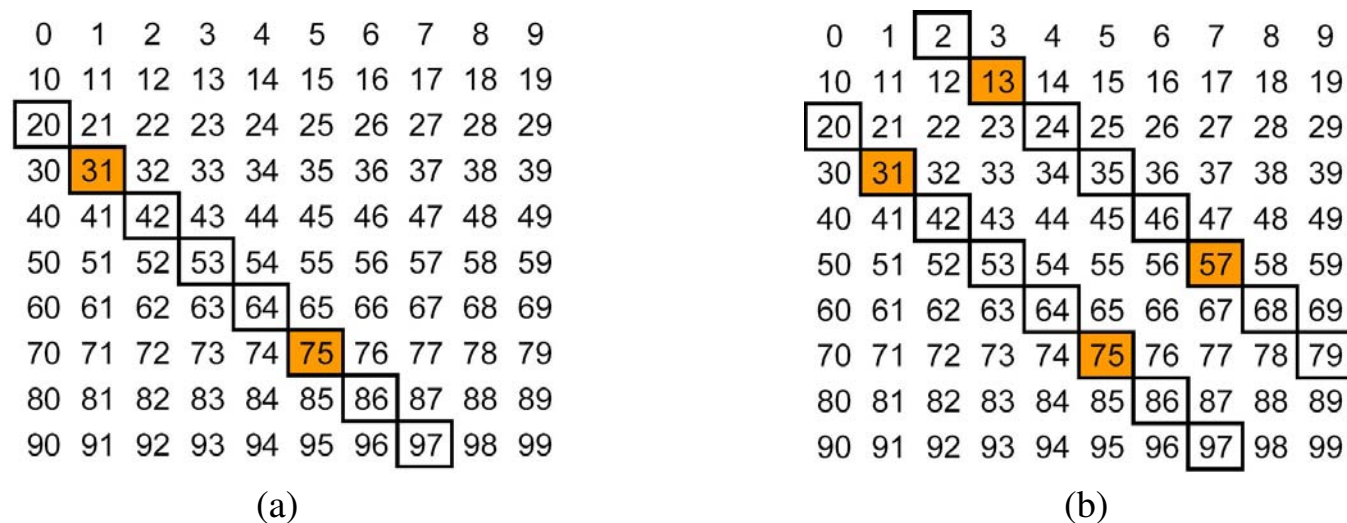 0 1 2 3 4 5 6 7 8 9
10 11 12 13 14 15 16 17 18 19
20 21 22 23 24 25 26 27 28 29
30 31 32 33 34 35 36 37 38 39
40 41 42 43 44 45 46 47 48 49
50 51 52 53 54 55 56 57 58 59
60 61 62 63 64 65 66 67 68 69
70 71 72 73 74 75 76 77 78 79
80 81 82 83 84 85 86 87 88 89
90 91 92 93 94 95 96 97 98 99
(a)
0 1 2 3 4 5 6 7 8 9
10 11 12 13 14 15 16 17 18 19
20 21 22 23 24 25 26 27 28 29
30 31 32 33 34 35 36 37 38 39
40 41 42 43 44 45 46 47 48 49
50 51 52 53 54 55 56 57 58 59
60 61 62 63 64 65 66 67 68 69
70 71 72 73 74 75 76 77 78 79
80 81 82 83 84 85 86 87 88 89
90 91 92 93 94 95 96 97 98 99
(b)